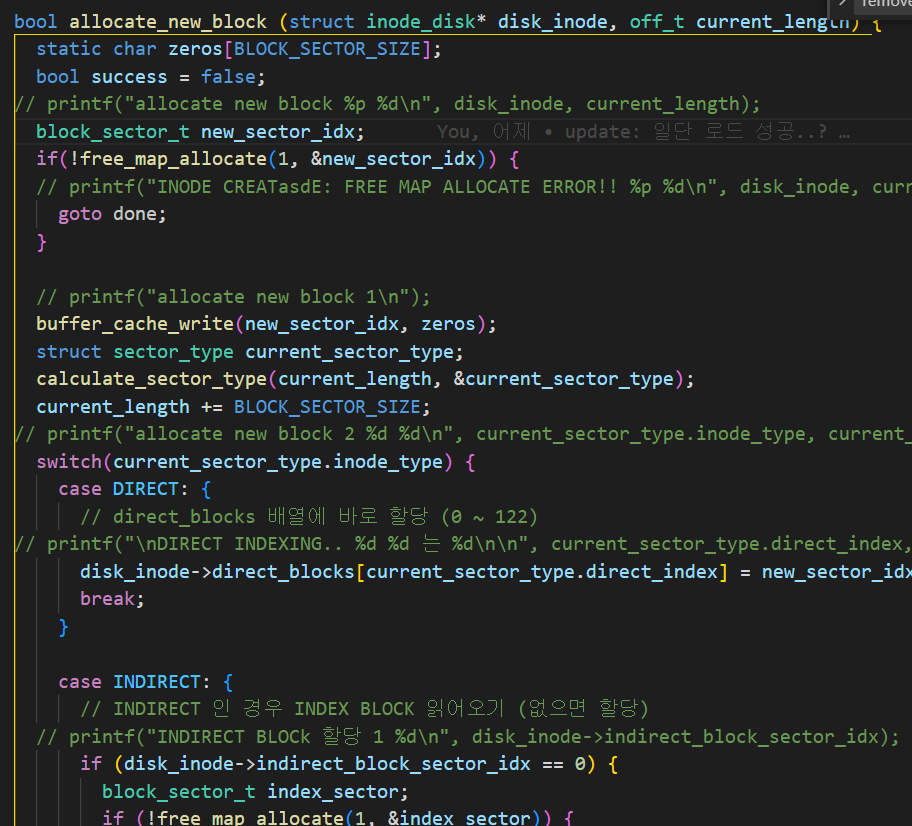 remove
bool allocate_new_block (struct inode_disk* disk_inode, off_t current_length) {
static char zeros[BLOCK_SECTOR_SIZE];
bool success = false;
// printf("allocate new block %p %d\n", disk_inode, current_length);
block_sector_t new_sector_idx; You, 어제 • update: 일단 로드 성공..? …
if(!free_map_allocate(1, &new_sector_idx)) {
// printf("INODE CREATasdE: FREE MAP ALLOCATE ERROR!! %p %d\n", disk_inode, curr
goto done;
}
// printf("allocate new block 1\n");
buffer_cache_write(new_sector_idx, zeros);
struct sector_type current_sector_type;
calculate_sector_type(current_length, &current_sector_type);
current_length += BLOCK_SECTOR_SIZE;
// printf("allocate new block 2 %d %d\n", current_sector_type.inode_type, current_
switch(current_sector_type.inode_type) {
case DIRECT: {
// direct_blocks 배열에 바로 할당 (0 ~ 122)
// printf("\nDIRECT INDEXING.. %d %d 는 %d\n\n", current_sector_type.direct_index,
disk_inode->direct_blocks[current_sector_type.direct_index] = new_sector_idx
break;
}
case INDIRECT: {
// INDIRECT 인 경우 INDEX BLOCK 읽어오기 (없으면 할당)
// printf("INDIRECT BLOCk 할당 1 %d\n", disk_inode->indirect_block_sector_idx);
if (disk_inode->indirect_block_sector_idx == 0) {
block_sector_t index_sector;
if (!free_map_allocate(1, &index_sector)) {